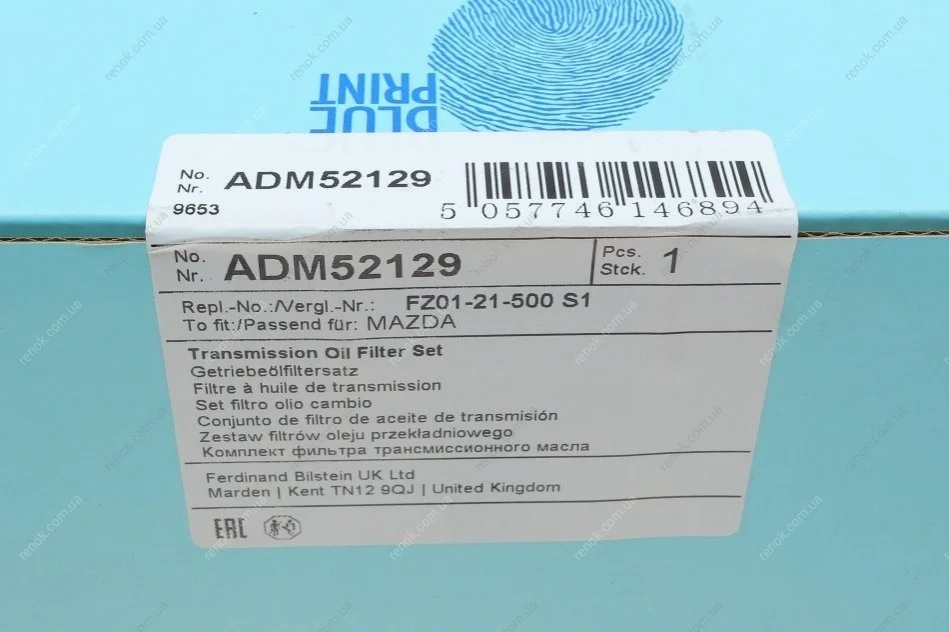 BLUE
PRINT
No.
Nr.
ADM52129
9653
5 057746 146894
No.
Nr.
ADM52129
Pcs.
Stck.
1
Repl.-No.:/Vergl.-Nr.: FZ01-21-500 S1
To fit:/Passend für: MAZDA
Transmission Oil Filter Set
Getriebeölfiltersatz
Filtre à huile de transmission
Set filtro olio cambio
Conjunto de filtro de aceite de transmisión
Zestaw filtrów oleju przekładniowego
Комплект фильтра трансмиссионного масла
Ferdinand Bilstein UK Ltd
Marden | Kent TN12 9QJ | United Kingdom
EAC
renok.com.ua